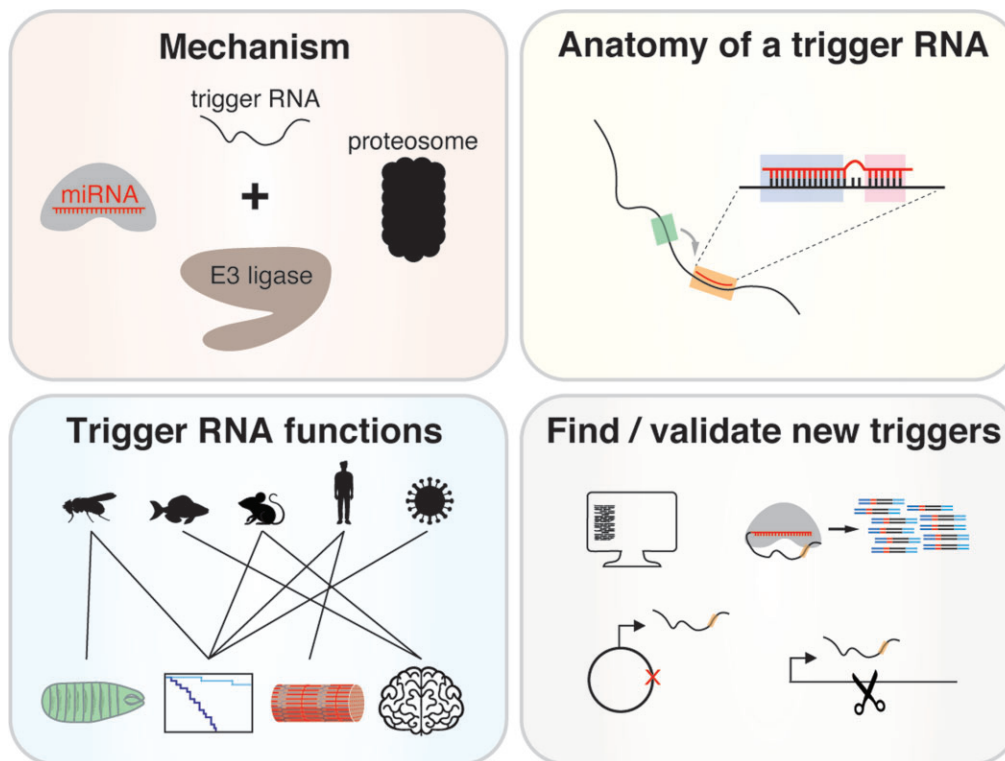 Mechanism
trigger RNA
proteosome
miRNA
+
E3 ligase
Anatomy of a trigger RNA
Trigger RNA functions
Find / validate new triggers